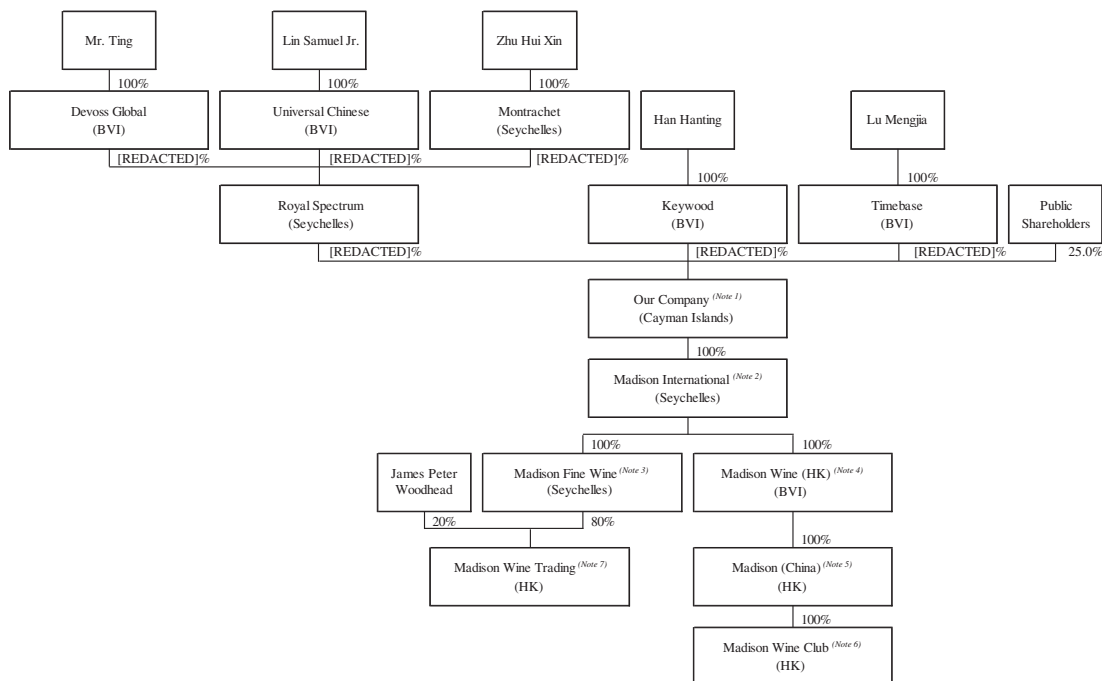 Mr. Ting
Lin Samuel Jr.
Zhu Hui Xin
100%
100%
100%
Devoss Global
(BVI)
Universal Chinese
(BVI)
Montrachet
(Seychelles)
Han Hanting
Lu Mengjia
[REDACTED]%
[REDACTED]%
[REDACTED]%
100%
100%
Royal Spectrum
(Seychelles)
Keywood
(BVI)
Timebase
(BVI)
Public
Shareholders
[REDACTED]%
[REDACTED]%
[REDACTED]%
25.0%
Our Company (Note 1)
(Cayman Islands)
100%
Madison International (Note 2)
(Seychelles)
100%
100%
James Peter
Woodhead
Madison Fine Wine (Note 3)
(Seychelles)
Madison Wine (HK) (Note 4)
(BVI)
20%
80%
100%
Madison Wine Trading (Note 7)
(HK)
Madison (China) (Note 5)
(HK)
100%
Madison Wine Club (Note 6)
(HK)